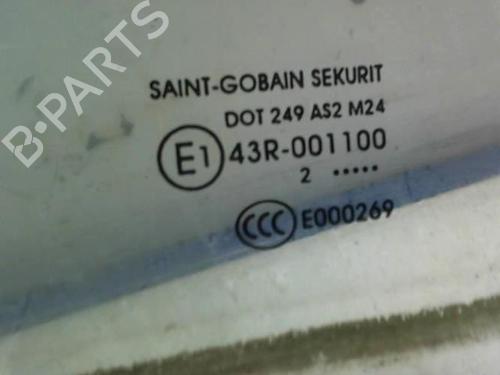 B-PARTS
SAINT-GOBAIN SEKURIT
DOT 249 AS2 M24
E1 43R-001100
2 •••••
CCC E000269